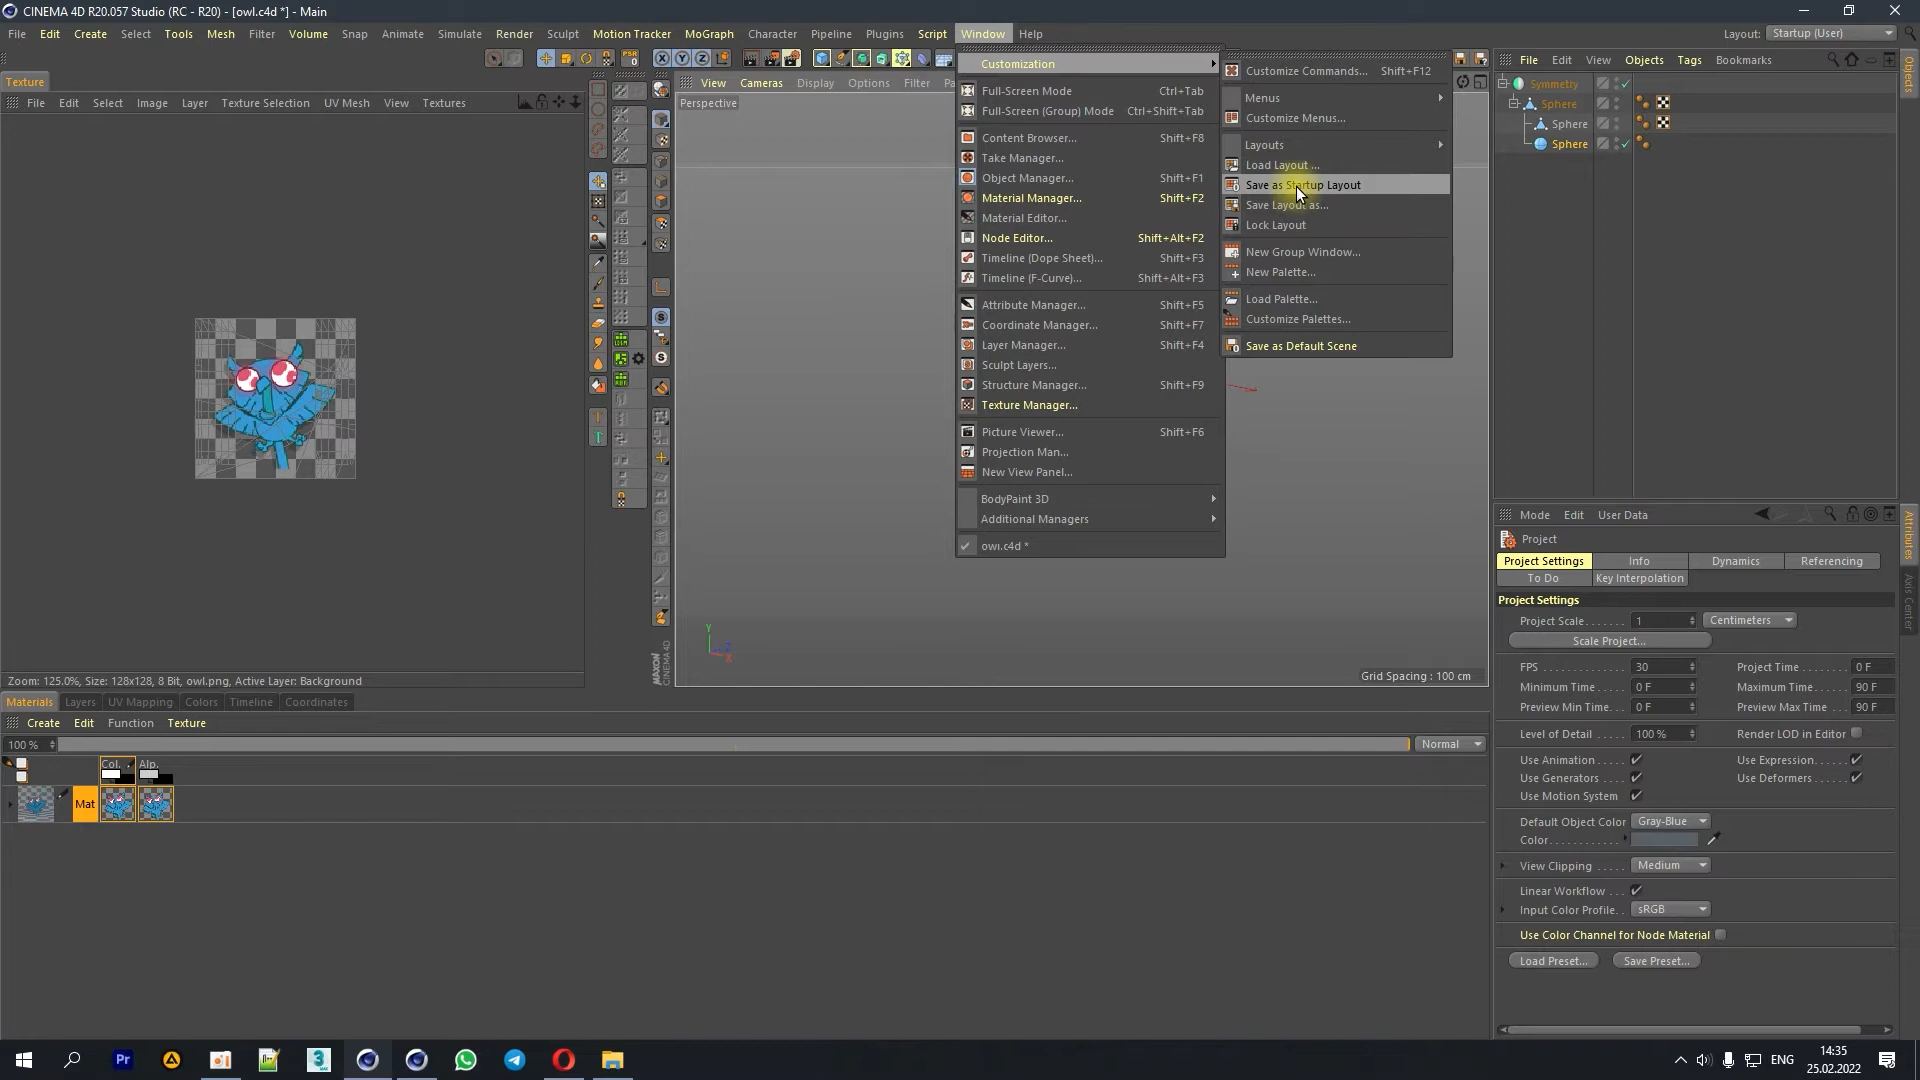 CINEMA 4D R20.057 Studio (RC - R20) - [owl.c4d *] - Main
File Edit Create Select Tools Mesh Filter Volume Snap Animate Simulate Render Sculpt Motion Tracker MoGraph Character Pipeline Plugins Script Window Help
Layout: Startup (User)
PSR
0
X Y Z
Texture
File Edit Select Image Layer Texture Selection UV Mesh View Textures
Zoom: 125.0%, Size: 128x128, 8 Bit, owl.png, Active Layer: Background
View Cameras Display Options Filter Pa
Perspective
Y
Z
X
Grid Spacing : 100 cm
MAXON
CINEMA 4D
Customization
Full-Screen Mode Ctrl+Tab
Full-Screen (Group) Mode Ctrl+Shift+Tab
Content Browser... Shift+F8
Take Manager...
Object Manager... Shift+F1
Material Manager... Shift+F2
Material Editor...
Node Editor... Shift+Alt+F2
Timeline (Dope Sheet)... Shift+F3
Timeline (F-Curve)... Shift+Alt+F3
Attribute Manager... Shift+F5
Coordinate Manager... Shift+F7
Layer Manager... Shift+F4
Sculpt Layers...
Structure Manager... Shift+F9
Texture Manager...
Picture Viewer... Shift+F6
Projection Man...
New View Panel...
BodyPaint 3D
Additional Managers
owl.c4d *
Customize Commands... Shift+F12
Menus
Customize Menus...
Layouts
Load Layout ...
Save as Startup Layout
Save Layout as...
Lock Layout
New Group Window...
New Palette...
Load Palette...
Customize Palettes...
Save as Default Scene
File Edit View Objects Tags Bookmarks
Objects
Symmetry
Sphere
Sphere
Sphere
Mode Edit User Data
Attributes
Axis Center
Project
Project Settings Info Dynamics Referencing
To Do Key Interpolation
Project Settings
Project Scale....... 1 Centimeters
Scale Project...
FPS 30 Project Time 0 F
Minimum Time..... 0 F Maximum Time..... 90 F
Preview Min Time... 0 F Preview Max Time 90 F
Level of Detail 100 % Render LOD in Editor
Use Animation Use Expression
Use Generators Use Deformers
Use Motion System
Default Object Color Gray-Blue
Color
View Clipping Medium
Linear Workflow
Input Color Profile.. sRGB
Use Color Channel for Node Material
Load Preset... Save Preset...
Materials Layers UV Mapping Colors Timeline Coordinates
Create Edit Function Texture
100 % Normal
Col. Alp.
Mat
Pr
3
MAX
ENG
14:35
25.02.2022